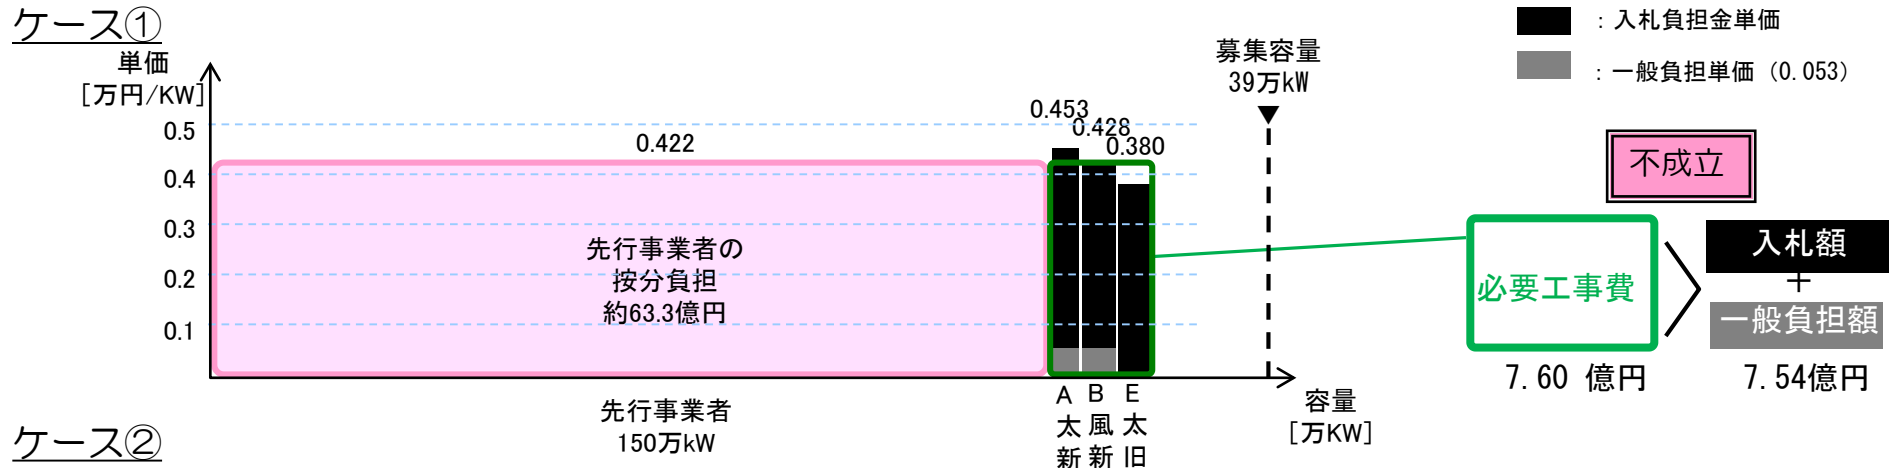 ケース①
単価
[万円/KW]
0.5
0.4
0.3
0.2
0.1
0.422
先行事業者の
按分負担
約63.3億円
0.453
0.428
0.380
募集容量
39万kW
：入札負担金単価
：一般負担単価（0.053）
不成立
必要工事費
入札額
＋
一般負担額
7.60 億円
7.54億円
先行事業者
150万kW
A
太
新
B
風
新
E
太
旧
容量
[万KW]
ケース②